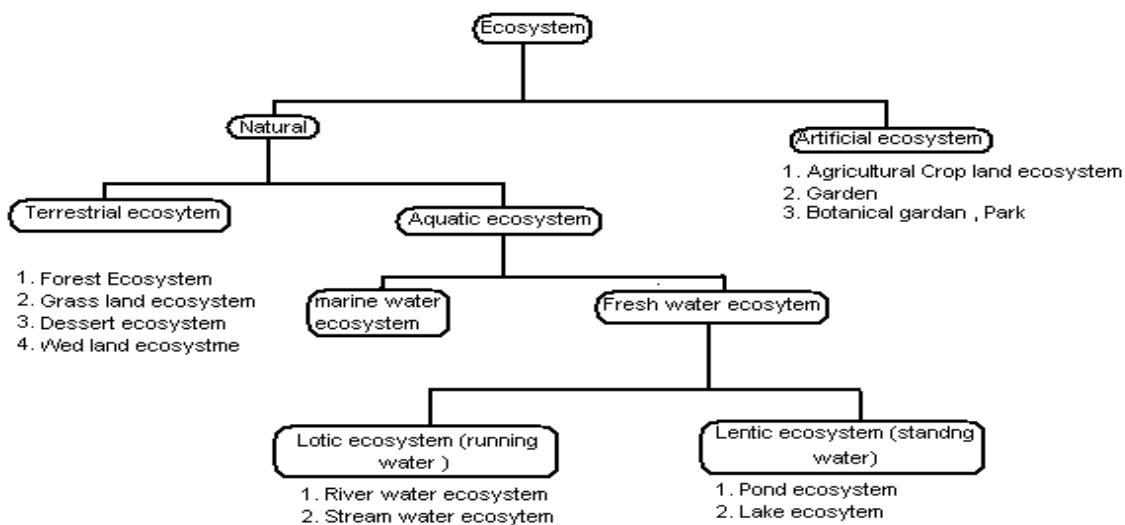 Ecosystem
Natural
Artificial ecosystem
1. Agricultural Crop land ecosystem
2. Garden
3. Botanical gardan , Park
Terrestrial ecosytem
Aquatic ecosystem
1. Forest Ecosystem
2. Grass land ecosystem
3. Dessert ecosystem
4. Wed land ecosystme
marine water
ecosystem
Fresh water ecosytem
Lotic ecosystem (running
water )
1. River water ecosystem
2. Stream water ecosytem
Lentic ecosystem (standng
water)
1. Pond ecosystem
2. Lake ecosytem